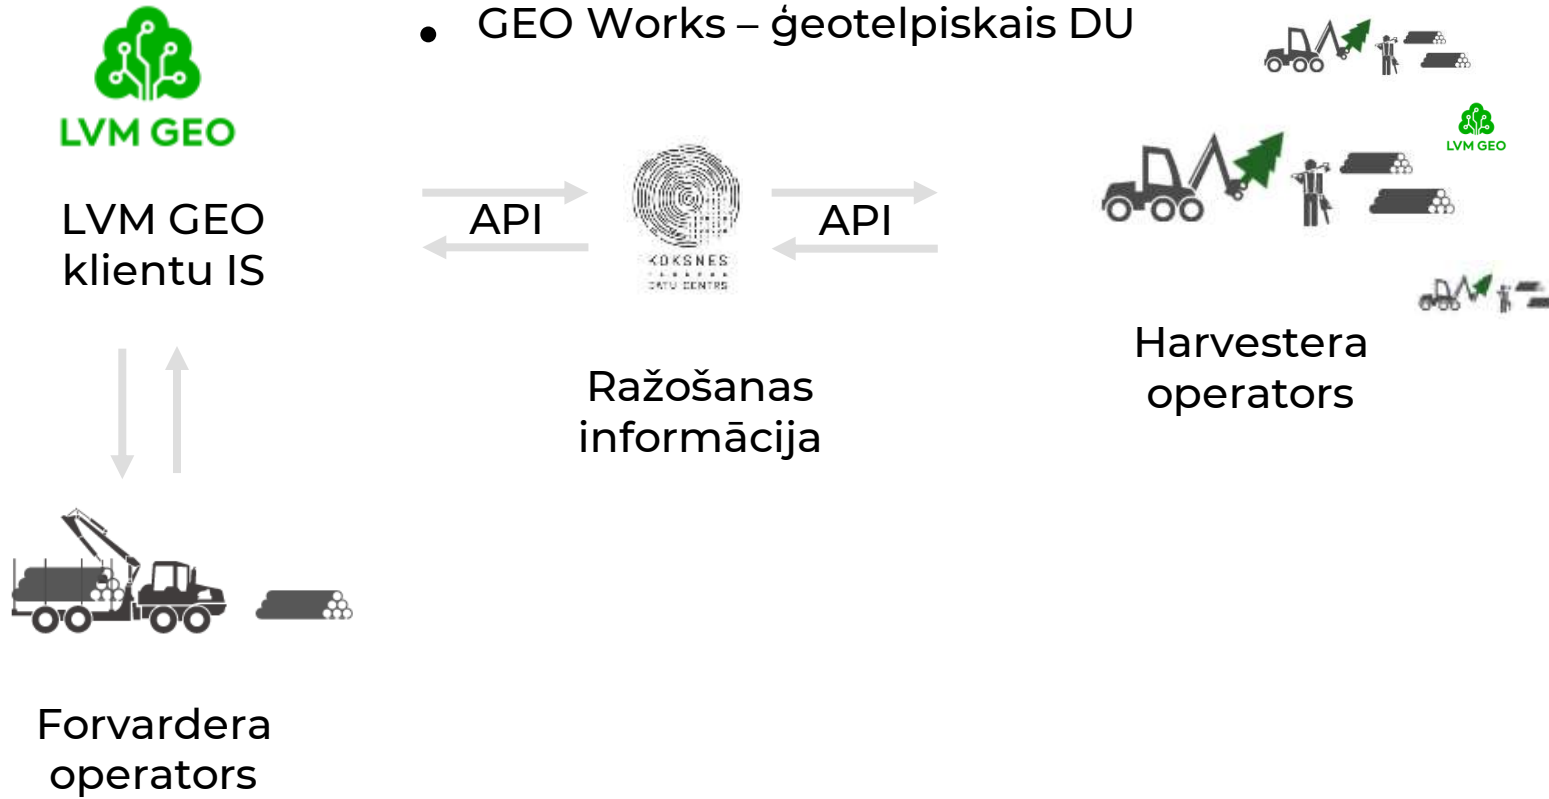 GEO Works – ģeotelpiskais DU
LVM GEO
LVM GEO
LVM GEO
klientu IS
API
API
KOKSNES
DATU CENTRS
Harvestera
operators
Ražošanas
informācija
Forvardera
operators